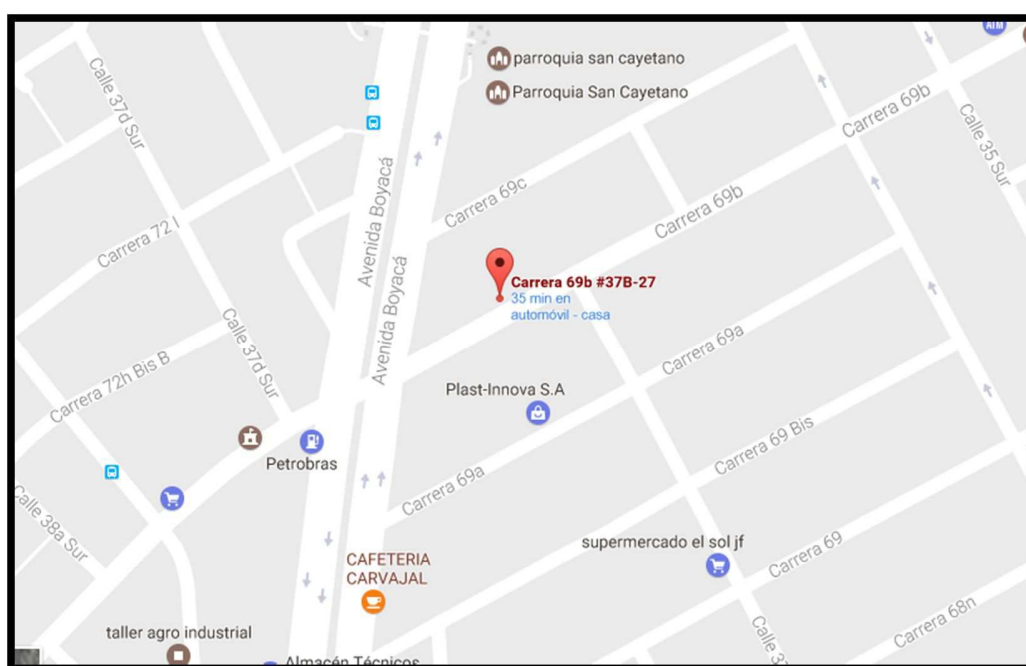 ATM
parroquia san cayetano
Parroquia San Cayetano
Calle 37d Sur
Carrera 69b
Calle 35 Sur
Avenida Boyacá
Carrera 69c
Carrera 69b
Carrera 72 I
Carrera 69b #37B-27
35 min en
automóvil - casa
Avenida Boyacá
Calle 37d Sur
Carrera 69a
Carrera 72h Bis B
Plast-Innova S.A
Carrera 69 Bis
Petrobras
Carrera 69a
Calle 38a Sur
supermercado el sol jf
Carrera 69
CAFETERIA
CARVAJAL
Carrera 68n
taller agro industrial
Almacén Técnicos